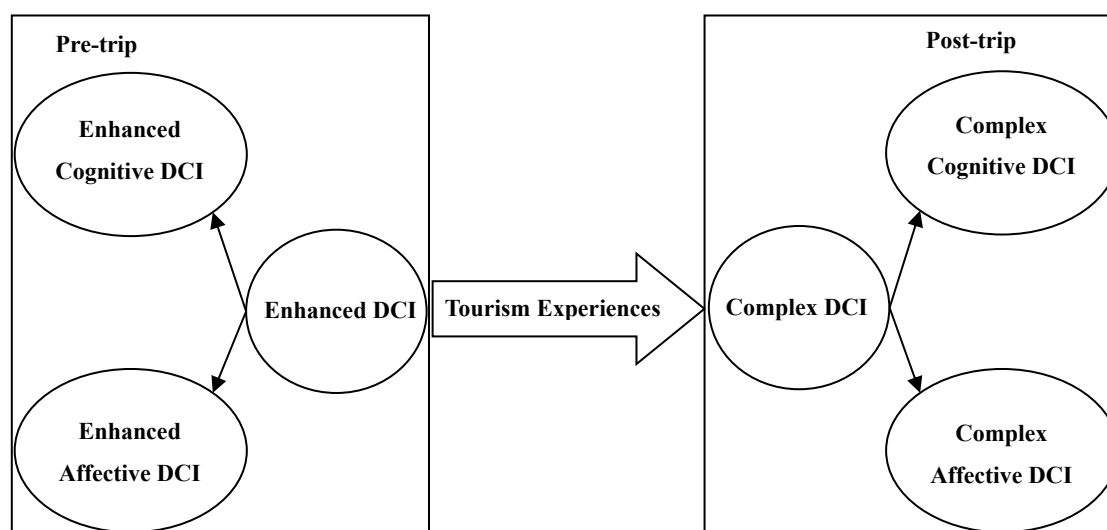 Pre-trip
Enhanced
Cognitive DCI
Enhanced DCI
Enhanced
Affective DCI
Tourism Experiences
Post-trip
Complex
Cognitive DCI
Complex DCI
Complex
Affective DCI